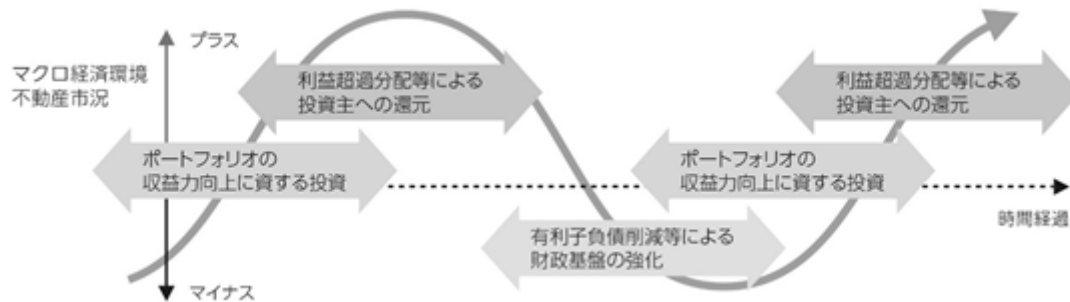 プラス
マクロ経済環境
不動産市況
利益超過分配等による
投資主への還元
利益超過分配等による
投資主への還元
ポートフォリオの
収益力向上に資する投資
ポートフォリオの
収益力向上に資する投資
時間経過
有利子負債削減等による
財政基盤の強化
マイナス